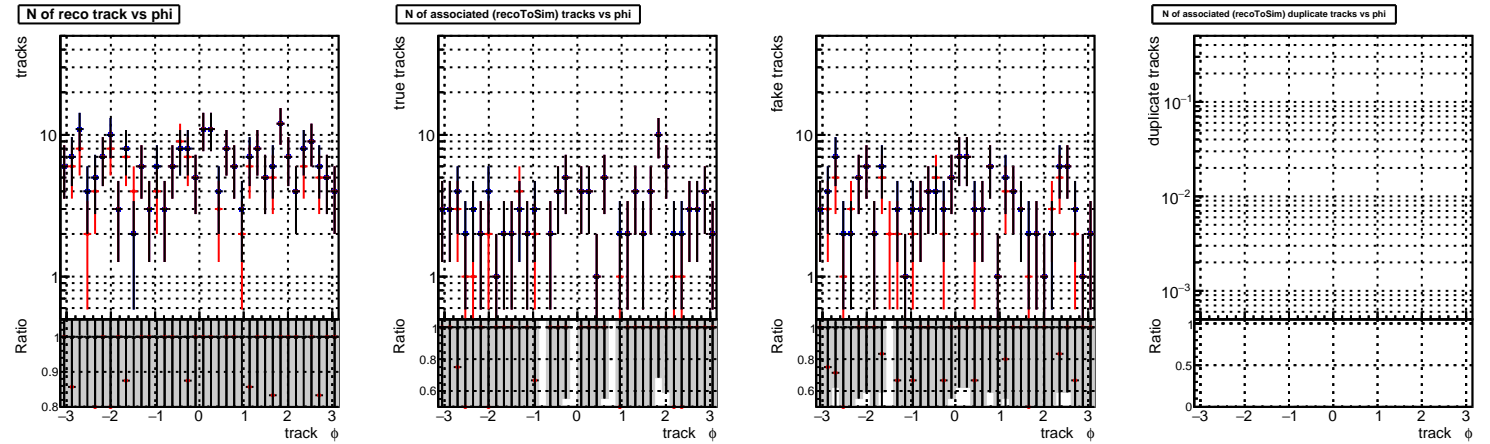 N of reco track vs phi
tracks
10
1
Ratio
1
0.9
0.8
−3 −2 −1 0 1 2 3
track ϕ
N of associated (recoToSim) tracks vs phi
true tracks
10
1
Ratio
1
0.8
0.6
−3 −2 −1 0 1 2 3
track ϕ
fake tracks
10
1
Ratio
1
0.8
0.6
−3 −2 −1 0 1 2 3
track ϕ
N of associated (recoToSim) duplicate tracks vs phi
duplicate tracks
10⁻¹
10⁻²
10⁻³
Ratio
1
0.5
0
−3 −2 −1 0 1 2 3
track ϕ